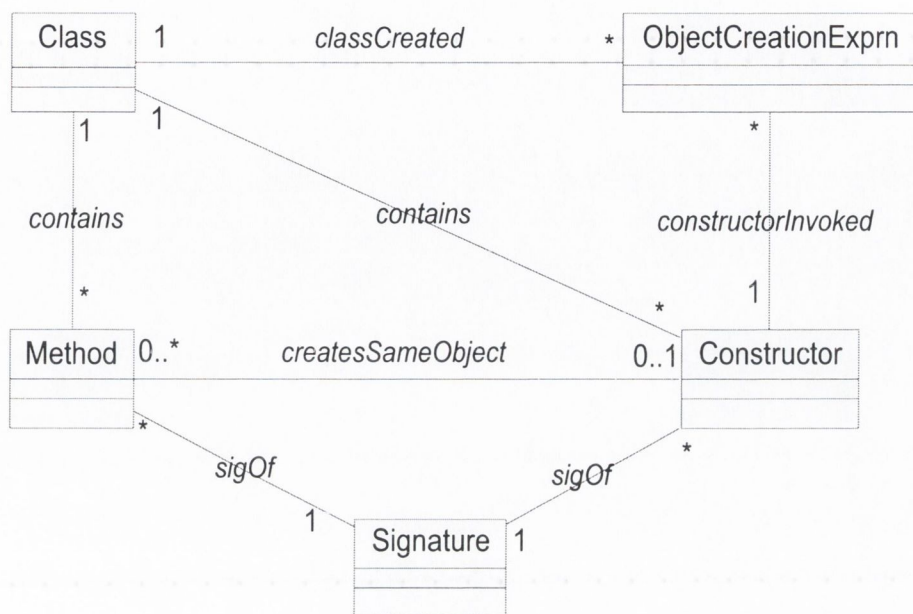 Class
1
classCreated
*
ObjectCreationExprn
1
1
*
contains
contains
constructorInvoked
*
*
1
Method
0..*
createsSameObject
0..1
Constructor
*
*
sigOf
sigOf
1
Signature
1